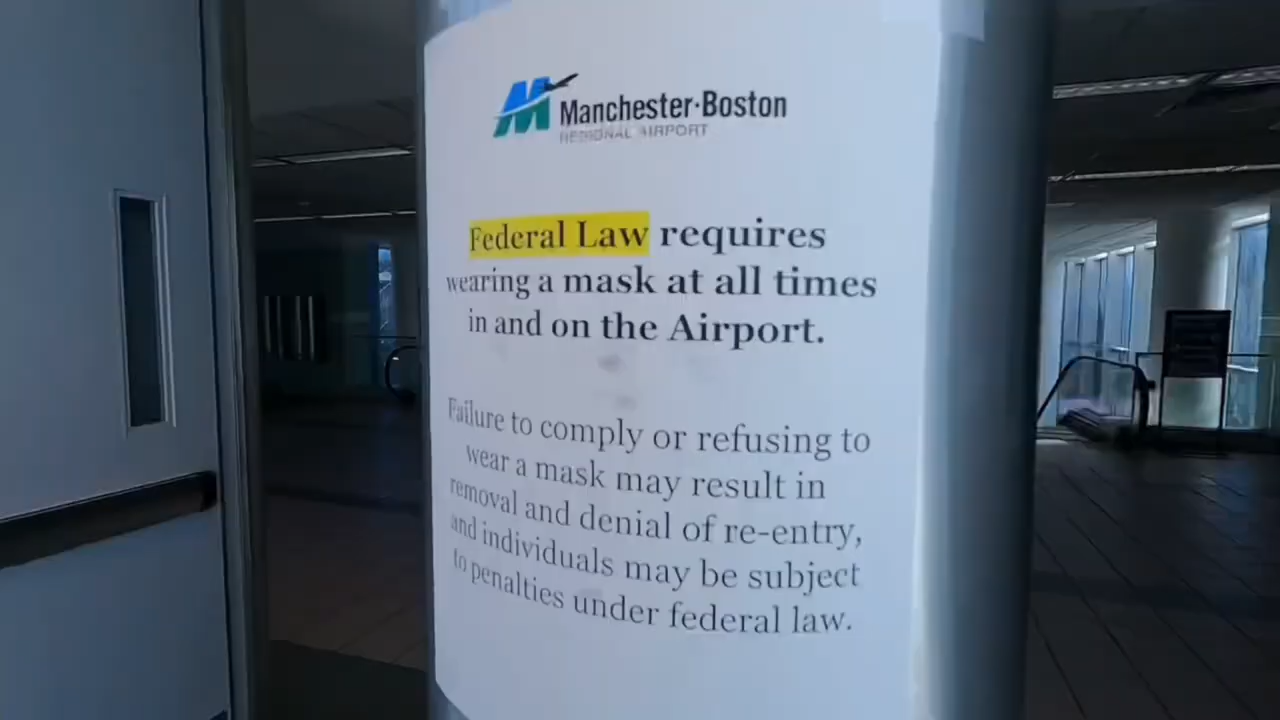 Manchester·Boston
REGIONAL AIRPORT
Federal Law requires
wearing a mask at all times
in and on the Airport.
Failure to comply or refusing to
wear a mask may result in
removal and denial of re-entry,
and individuals may be subject
to penalties under federal law.